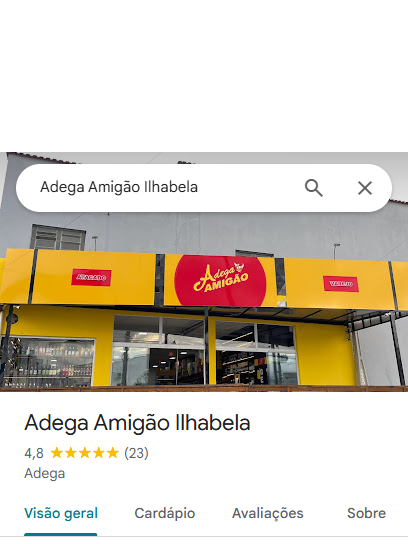 Adega Amigão Ilhabela
Adega
AMIGÃO
ATACADO
VAREJO
Adega Amigão Ilhabela
4,8 (23)
Adega
Visão geral
Cardápio
Avaliações
Sobre